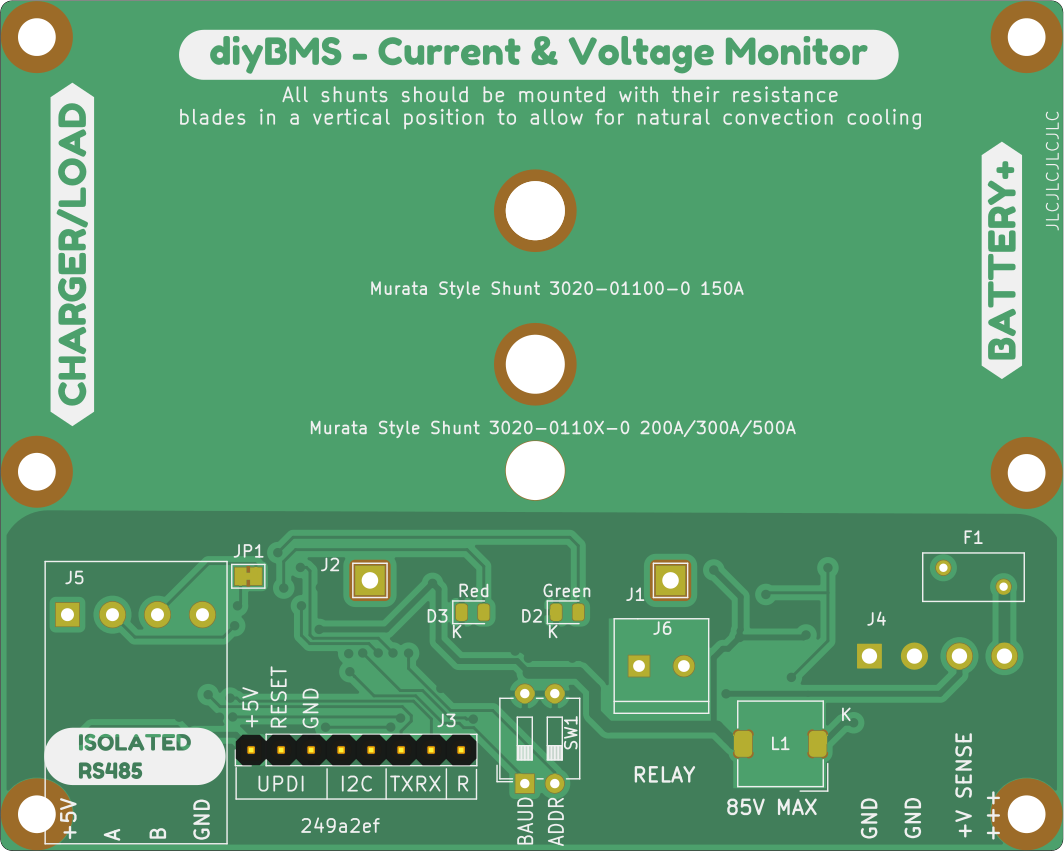 diyBMS - Current & Voltage Monitor
All shunts should be mounted with their resistance
blades in a vertical position to allow for natural convection cooling
CHARGER/LOAD
BATTERY+
JLCJLCJLCJLC
Murata Style Shunt 3020-01100-0 150A
Murata Style Shunt 3020-0110X-0 200A/300A/500A
F1
JP1
J2
J5
Red
Green
J1
D3
D2
K
K
J6
J4
+5V
RESET
GND
J3
SW1
K
L1
ISOLATED
RS485
UPDI
I2C
TXRX
R
RELAY
85V MAX
+5V
A
B
GND
249a2ef
BAUD
ADDR
GND
GND
+V SENSE
+++